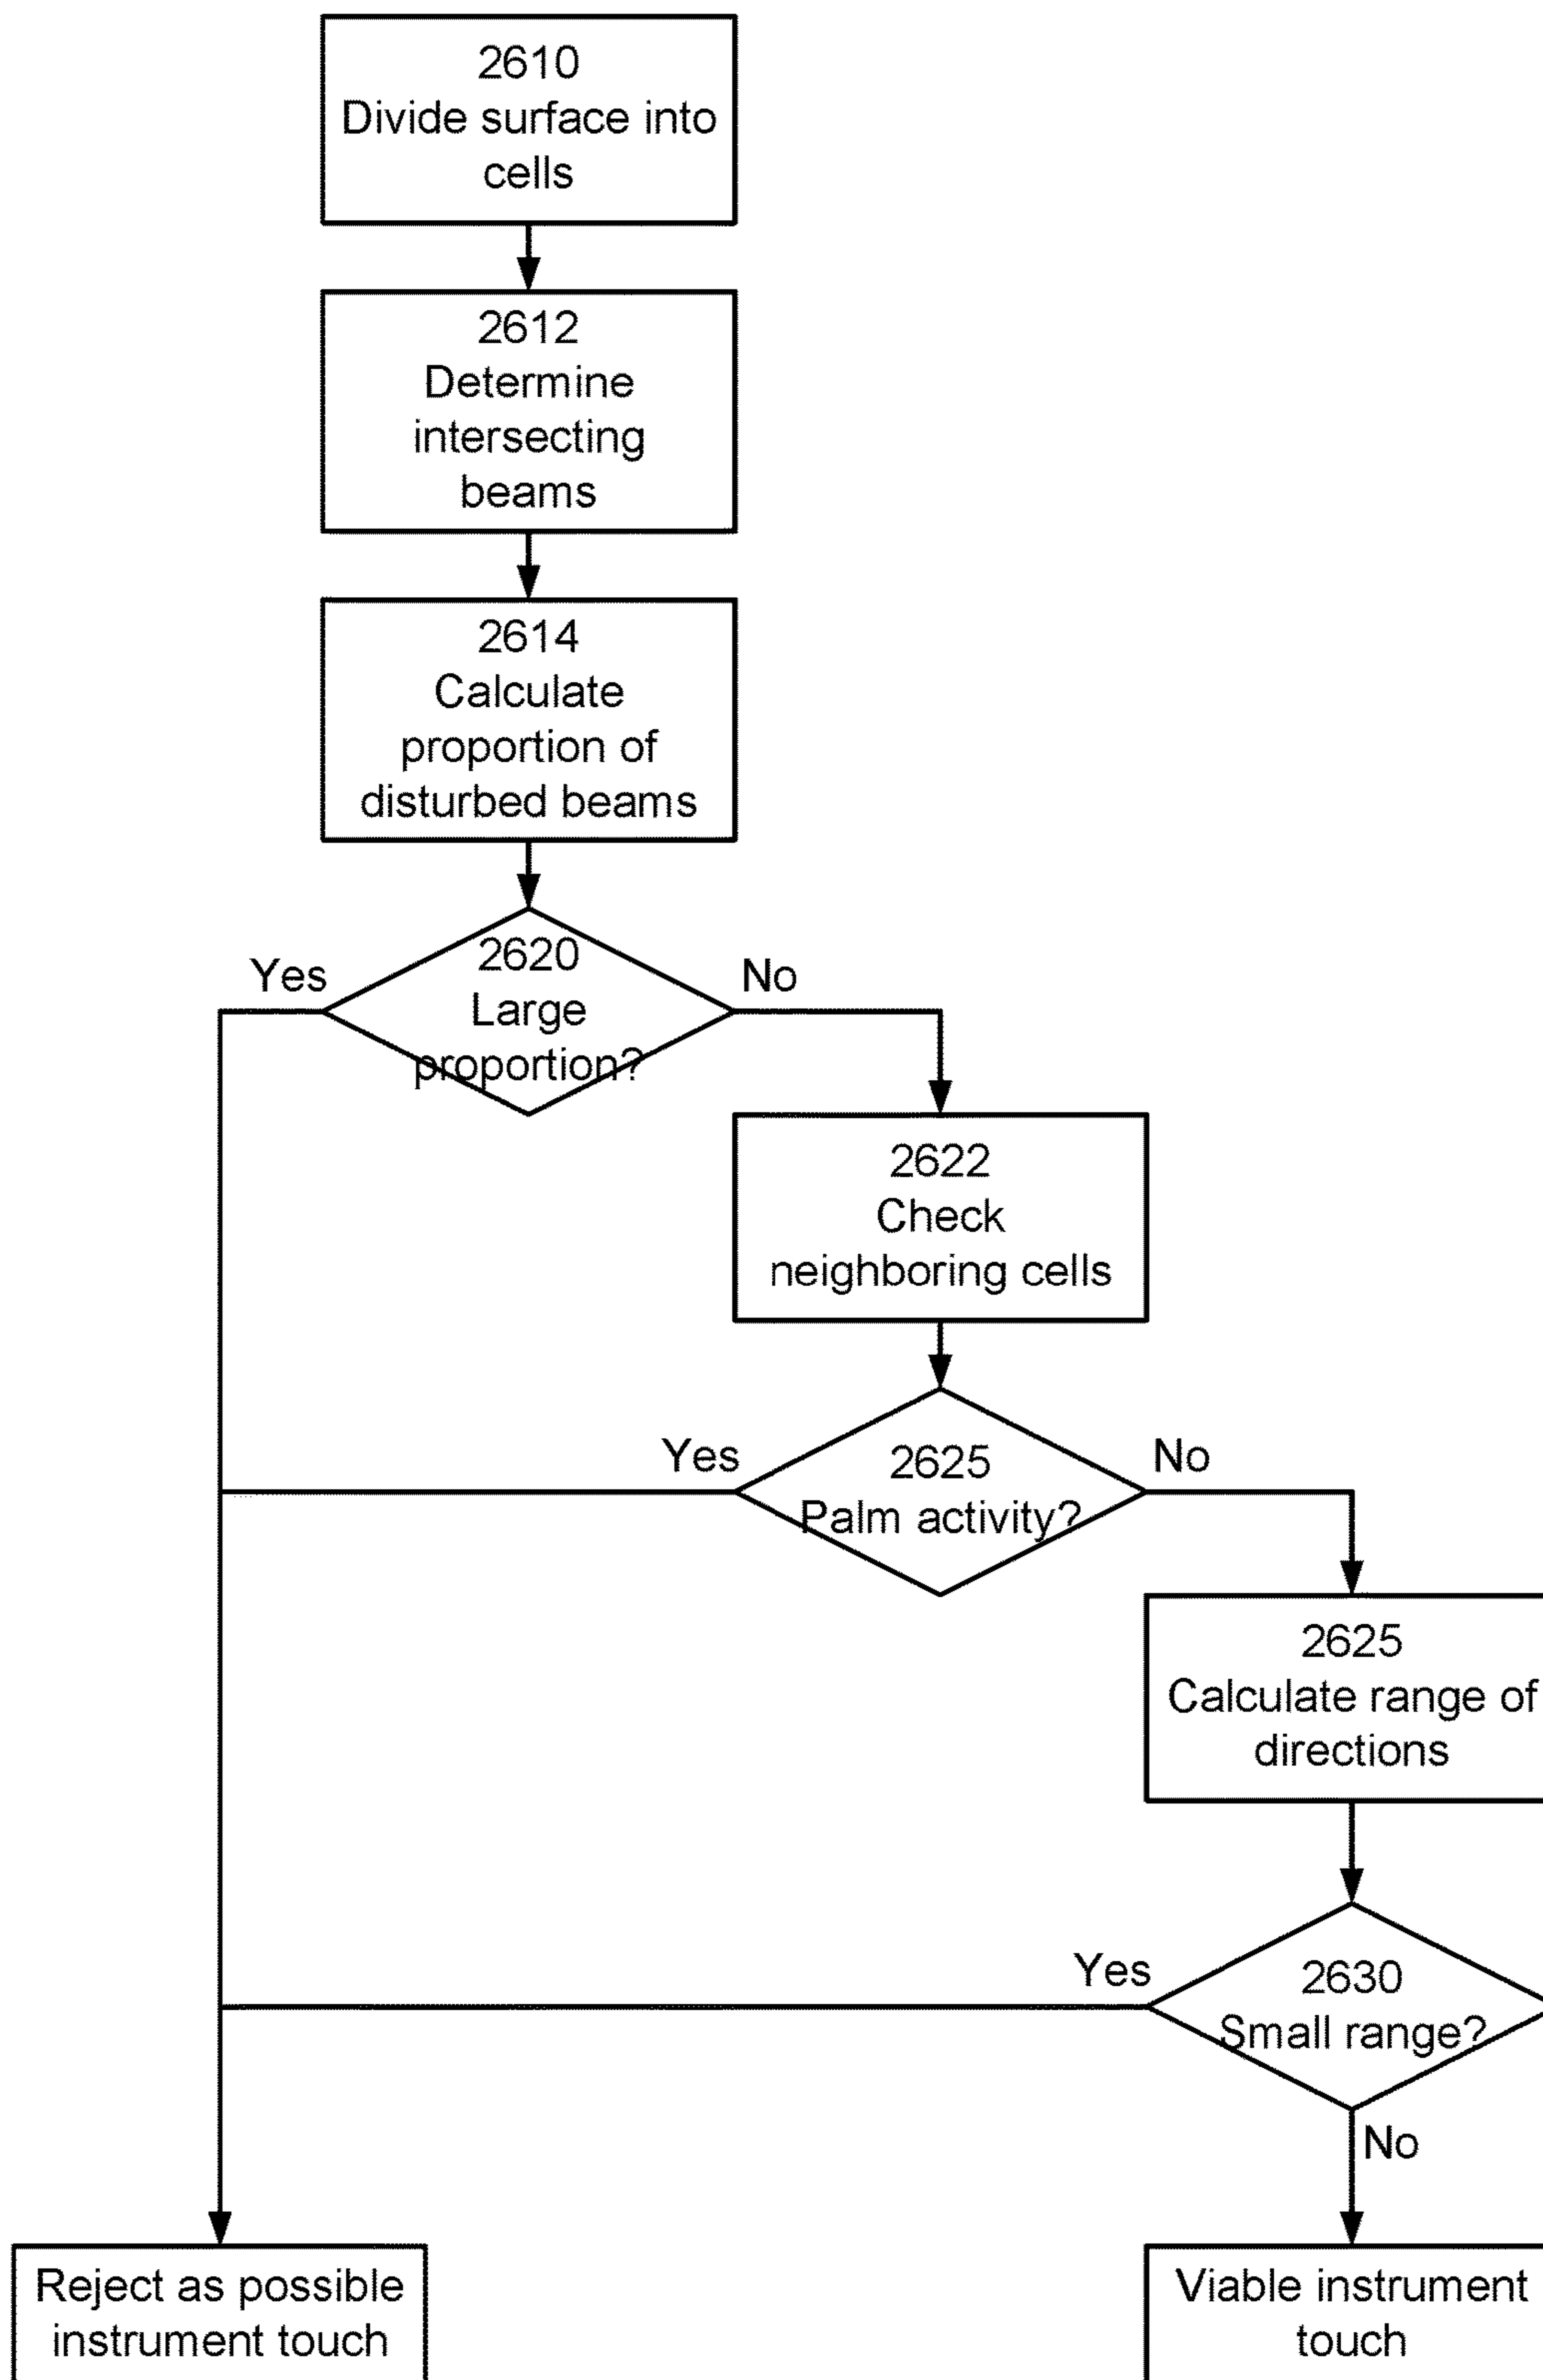 2610
Divide surface into
cells
2612
Determine
intersecting
beams
2614
Calculate
proportion of
disturbed beams
2620
Large
proportion?
Yes
No
2622
Check
neighboring cells
2625
Palm activity?
Yes
No
2625
Calculate range of
directions
2630
Small range?
Yes
No
Reject as possible
instrument touch
Viable instrument
touch